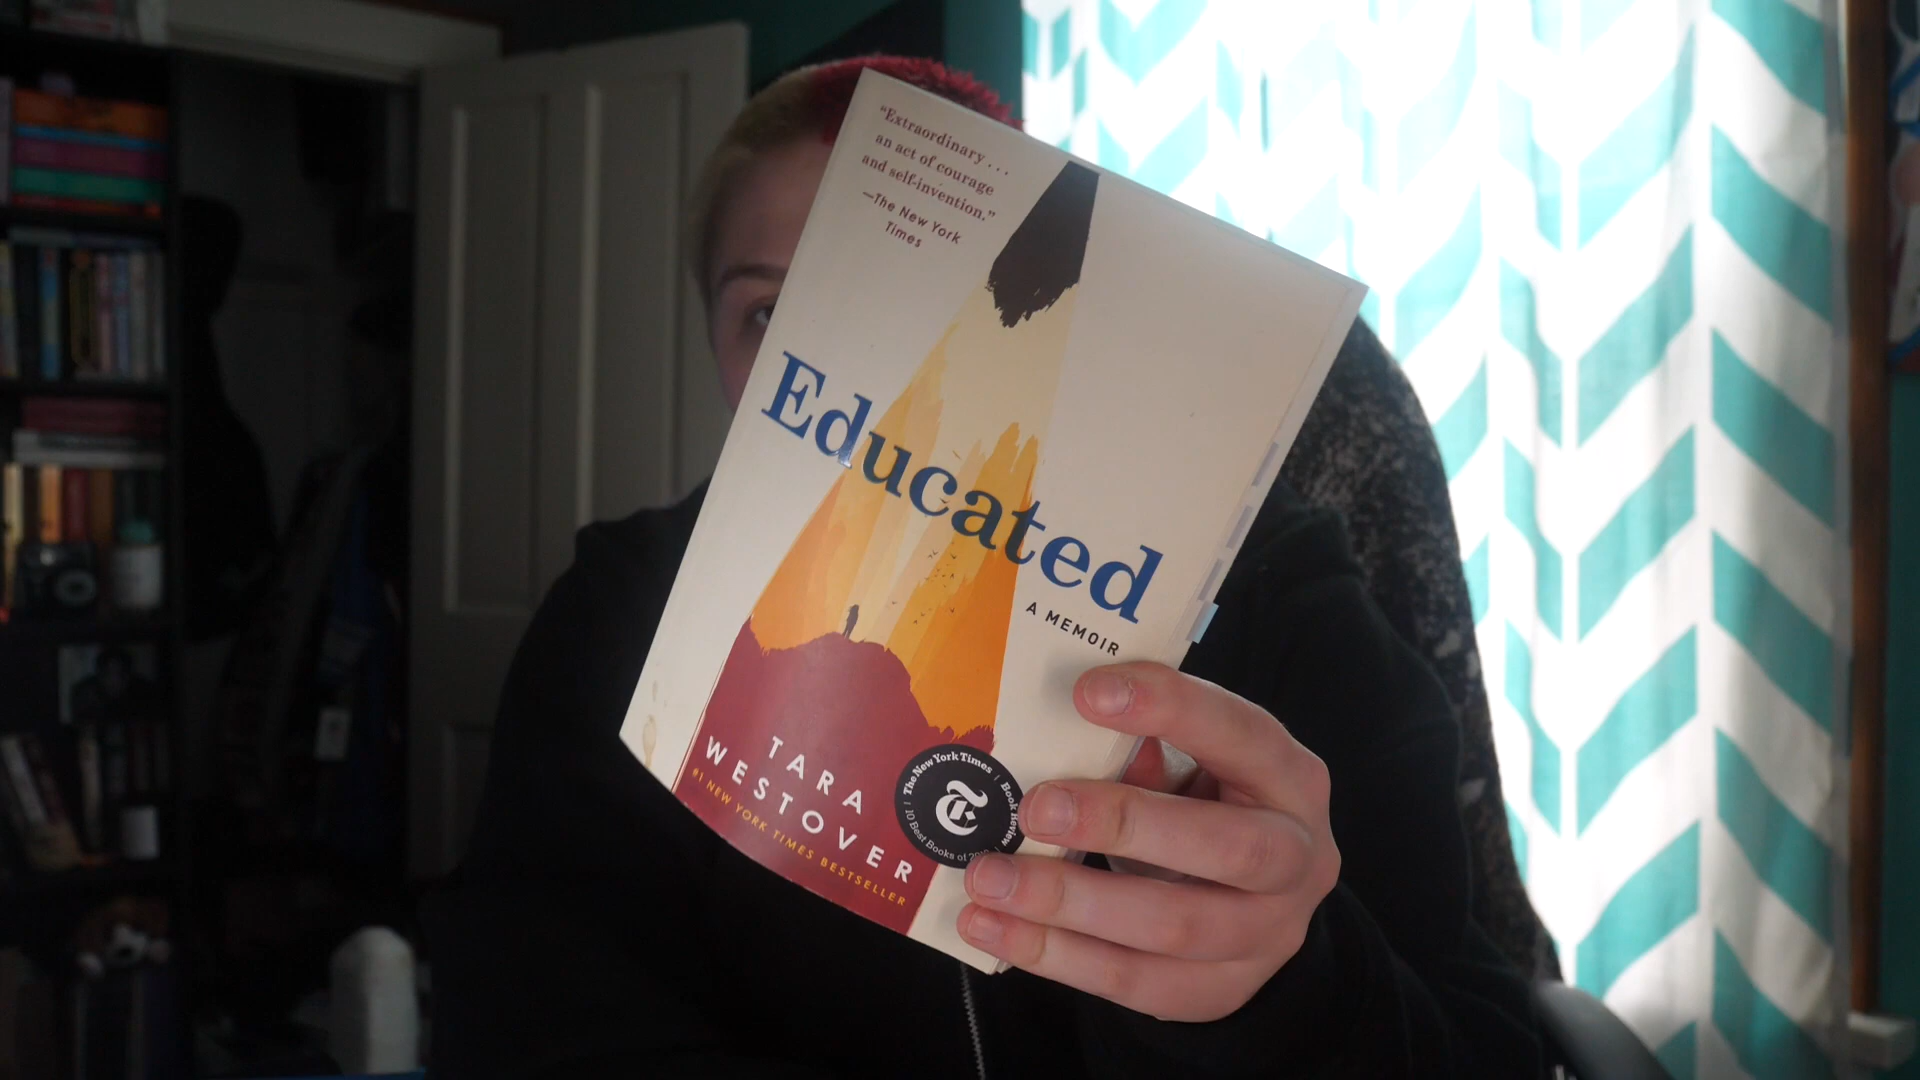 “Extraordinary . . .
an act of courage
and self-invention.”
—The New York
Times
Educated
A MEMOIR
TARA
WESTOVER
#1 NEW YORK TIMES BESTSELLER
The New York Times | Book Review |
10 Best Books of